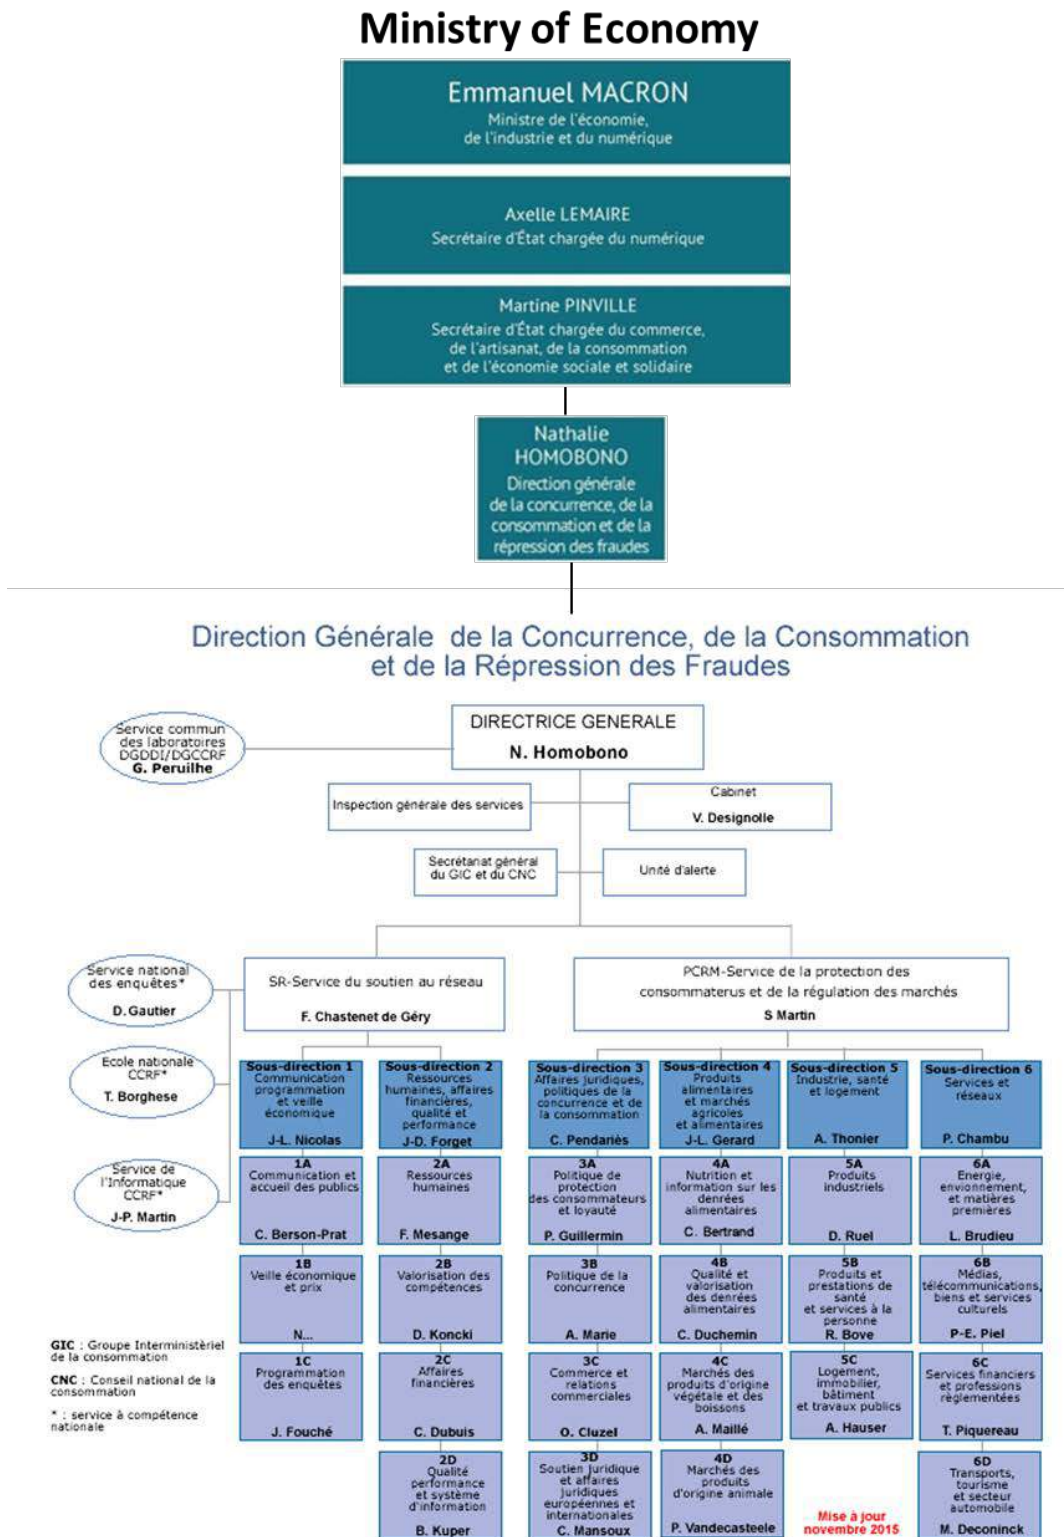 Ministry of Economy
Emmanuel MACRON
Ministre de l'économie,
de l'industrie et du numérique
Axelle LEMAIRE
Secrétaire d'État chargée du numérique
Martine PINVILLE
Secrétaire d'État chargée du commerce,
de l'artisanat, de la consommation
et de l'économie sociale et solidaire
Nathalie
HOMOBONO
Direction générale
de la concurrence, de la
consommation et de la
répression des fraudes
Direction Générale de la Concurrence, de la Consommation
et de la Répression des Fraudes
Service commun
des laboratoires
DGDDI/DGCCRF
G. Peruilhe
DIRECTRICE GENERALE
N. Homobono
Inspection générale des services
Cabinet
V. Designolle
Secrétariat général
du GIC et du CNC
Unité d'alerte
Service national
des enquêtes*
D. Gautier
SR-Service du soutien au réseau
F. Chastenet de Géry
PCRM-Service de la protection des
consommaterus et de la régulation des marchés
S Martin
Ecole nationale
CCRF*
T. Borghese
Service de
l'Informatique
CCRF*
J-P. Martin
Sous-direction 1
Communication
programmation
et veille
économique
J-L. Nicolas
Sous-direction 2
Ressources
humaines, affaires
financières,
qualité et
performance
J-D. Forget
Sous-direction 3
Affaires juridiques,
politiques de la
concurrence et de
la consommation
C. Pendariès
Sous-direction 4
Produits
alimentaires
et marchés
agricoles
et alimentaires
J-L. Gerard
Sous-direction 5
Industrie, santé
et logement
A. Thonier
Sous-direction 6
Services et
réseaux
P. Chambu
1A
Communication et
accueil des publics
C. Berson-Prat
2A
Ressources
humaines
F. Mesange
3A
Politique de
protection
des consommateurs
et loyauté
P. Guillermin
4A
Nutrition et
information sur les
denrées
alimentaires
C. Bertrand
5A
Produits
industriels
D. Ruel
6A
Energie,
envionnement,
et matières
premières
L. Brudieu
1B
Veille économique
et prix
N...
2B
Valorisation des
compétences
D. Koncki
3B
Politique de la
concurrence
A. Marie
4B
Qualité et
valorisation
des denrées
alimentaires
C. Duchemin
5B
Produits et
prestations de
santé
et services à la
personne
R. Bove
6B
Médias,
télécommunications,
biens et services
culturels
P-E. Piel
1C
Programmation
des enquêtes
J. Fouché
2C
Affaires
financières
C. Dubuis
3C
Commerce et
relations
commerciales
O. Cluzel
4C
Marchés des
produits d'origine
végétale et des
boissons
A. Maillé
5C
Logement,
immobilier,
bâtiment
et travaux publics
A. Hauser
6C
Services financiers
et professions
règlementées
T. Piquereau
2D
Qualité
performance
et système
d'information
B. Kuper
3D
Soutien juridique
et affaires
juridiques
européennes et
internationales
C. Mansoux
4D
Marchés des
produits
d'origine animale
P. Vandecasteele
6D
Transports,
tourisme
et secteur
automobile
M. Deconinck
GIC : Groupe Interministèriel
de la consommation
CNC : Conseil national de la
consommation
* : service à compétence
nationale
Mise à jour
novembre 2015